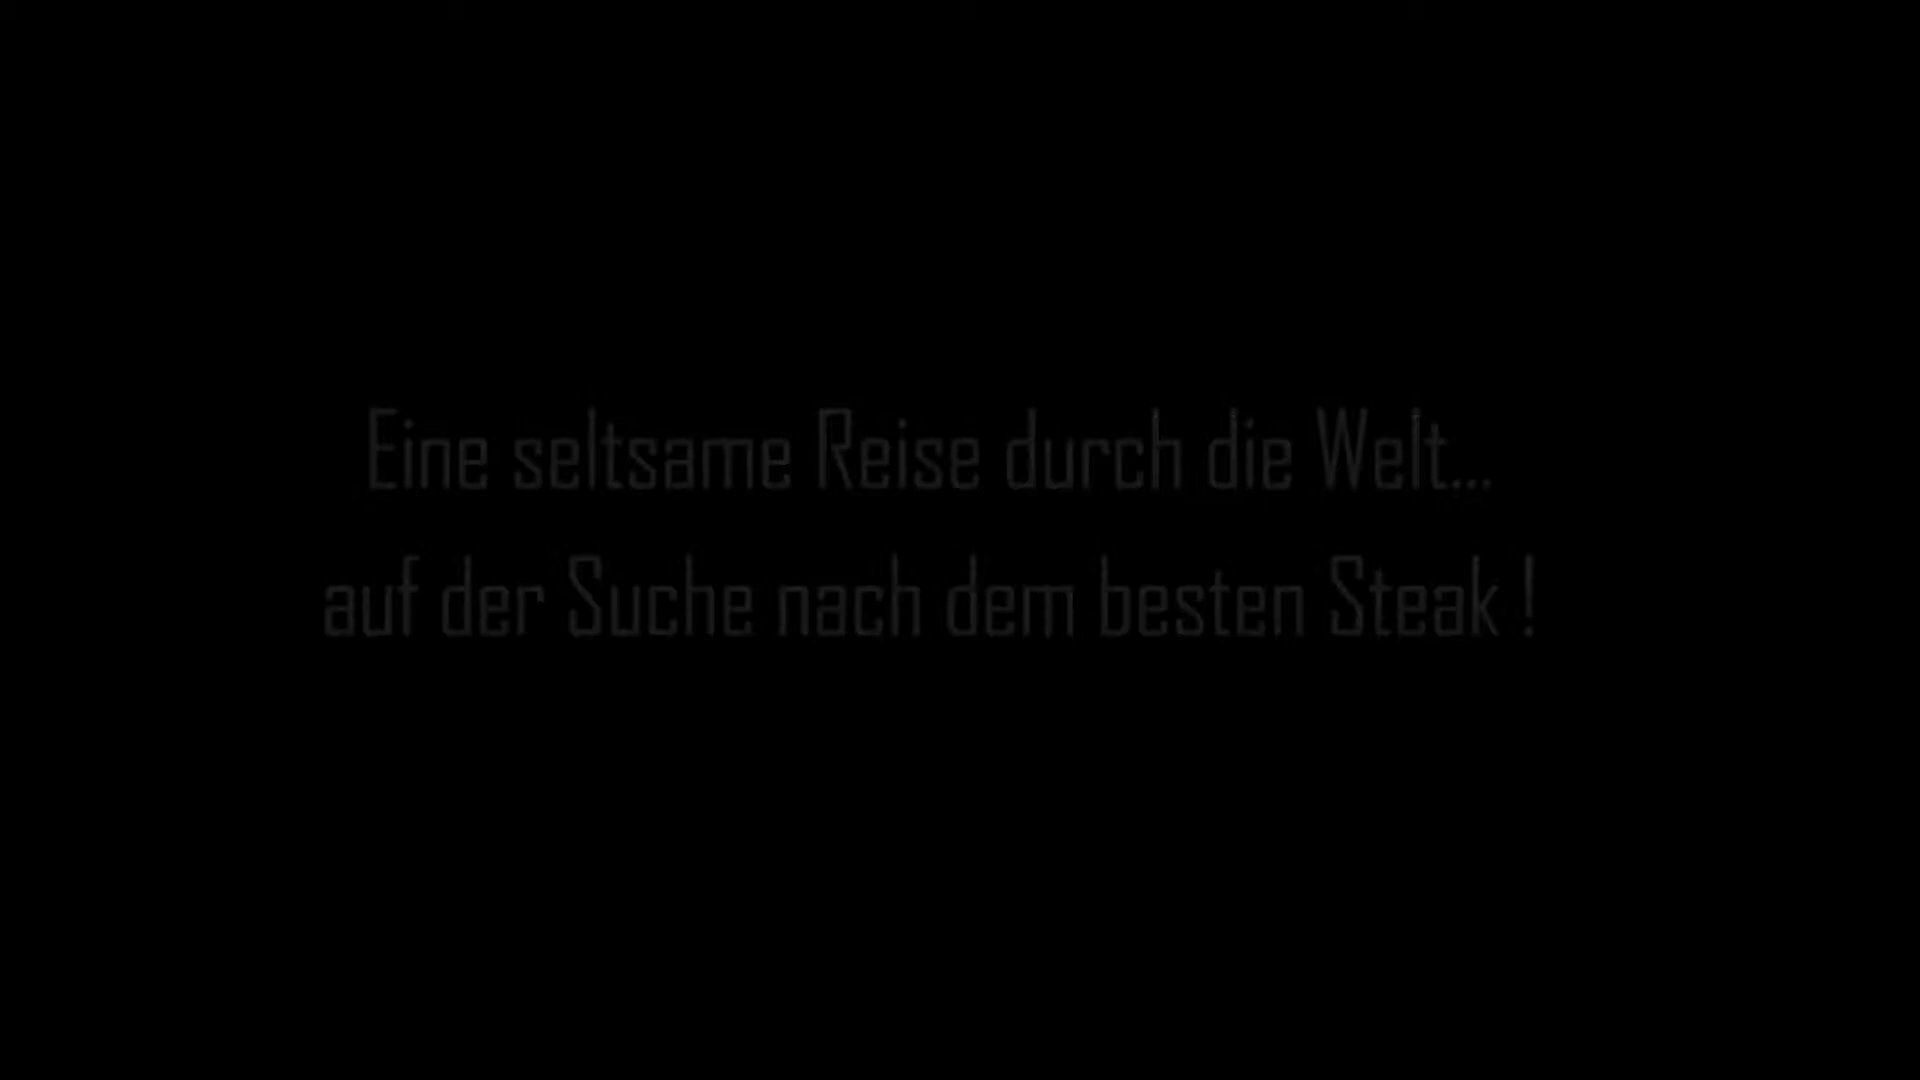 Eine seltsame Reise durch die Welt...
auf der Suche nach dem besten Steak !